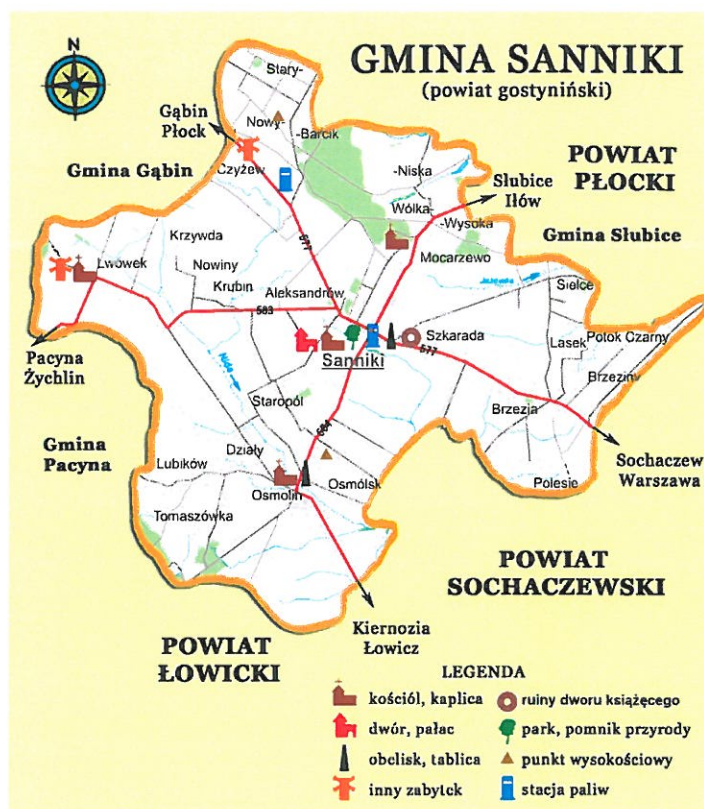 GMINA SANNIKI
(powiat gostyniński)
N
Stary-
Gąbin
Płock
Nowy-
-Barcik
Gmina Gąbin
Czyżew
-Niska
POWIAT
PŁOCKI
Wólka-
Słubice
Iłów
-Wysoka
Krzywda
577
Mocarzewo
Gmina Słubice
Lwówek
Nowiny
Krubin
Aleksandrów
583
Sielce
Szkarada
577
Potok Czarny
Lasek
Pacyna
Żychlin
Sanniki
Brzeziny
Nida
Staropól
Brzezia
584
Gmina
Pacyna
Działy
Sochaczew
Warszawa
Lubików
Osmólsk
Polesie
Osmolin
Tomaszówka
POWIAT
SOCHACZEWSKI
Kiernozia
Łowicz
POWIAT
ŁOWICKI
LEGENDA
kościół, kaplica
ruiny dworu książęcego
dwór, pałac
park, pomnik przyrody
obelisk, tablica
punkt wysokościowy
inny zabytek
stacja paliw